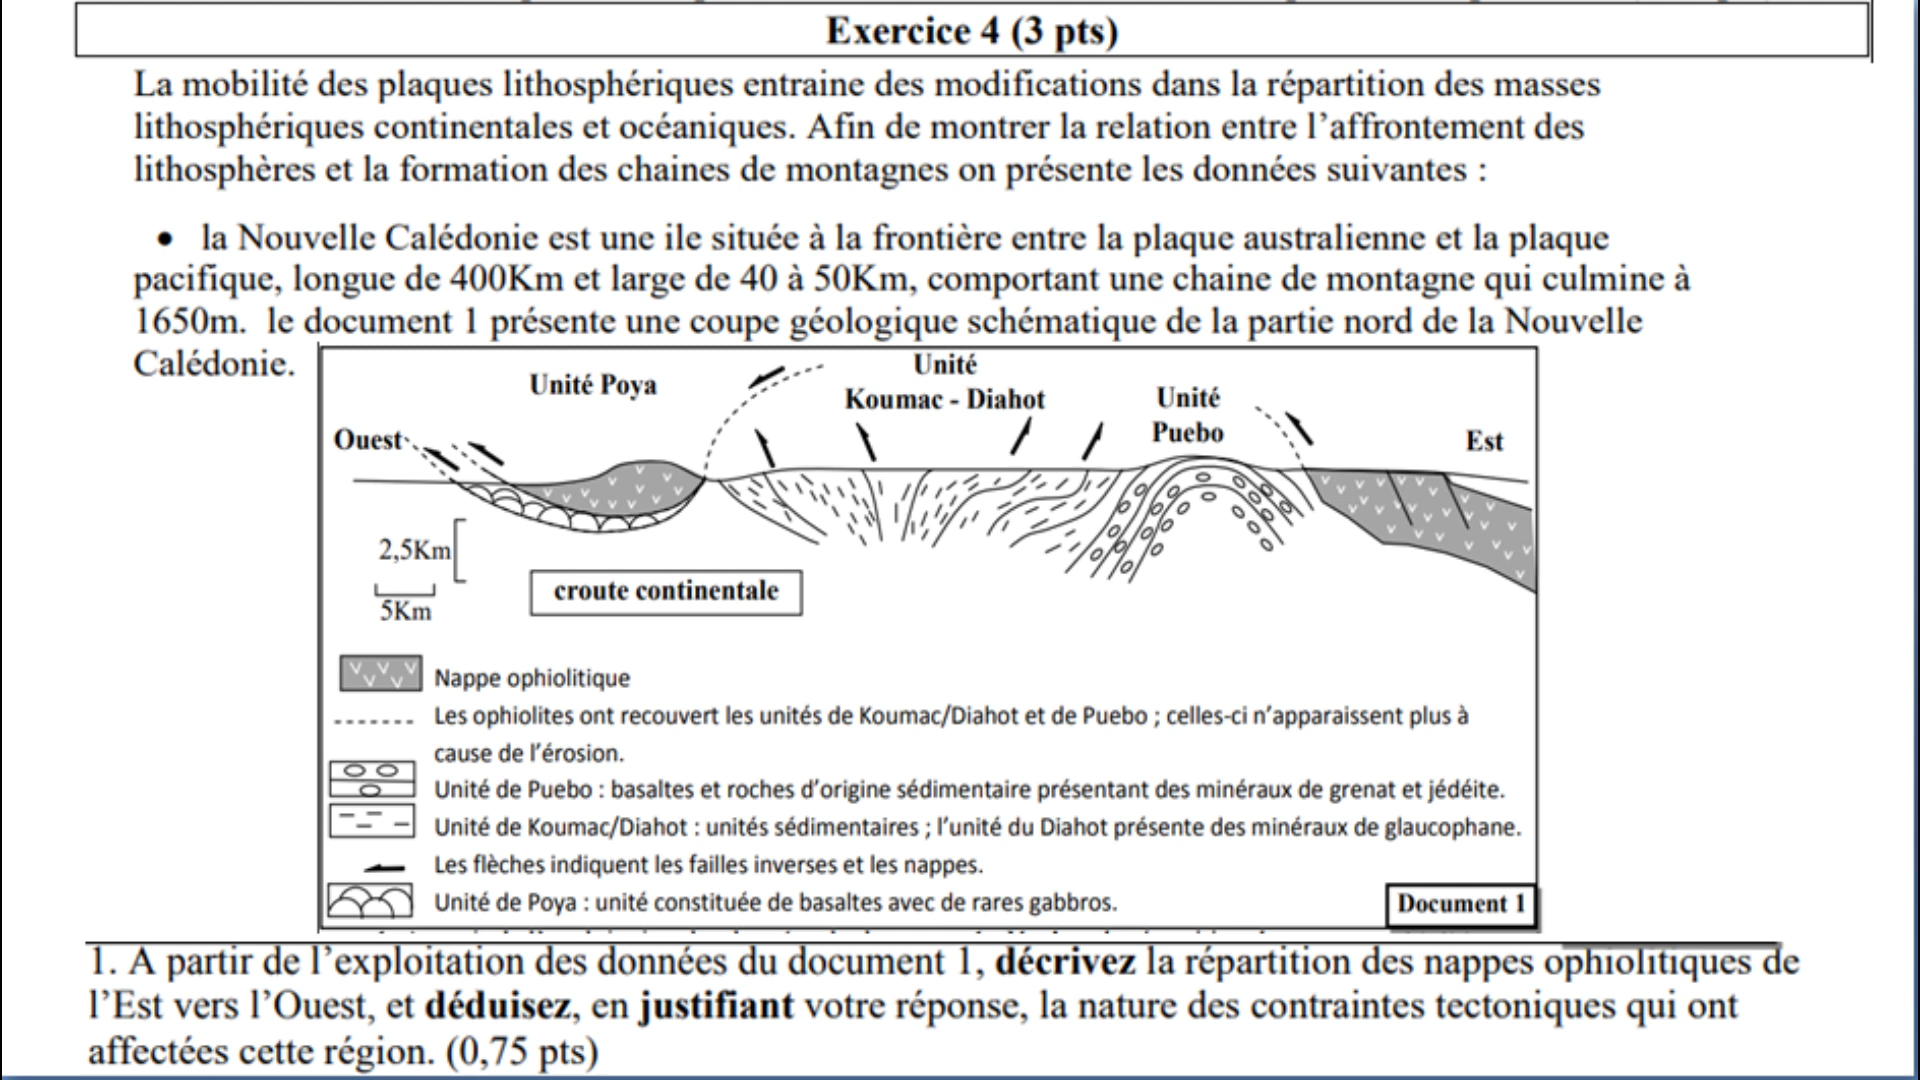 Exercice 4 (3 pts)
La mobilité des plaques lithosphériques entraine des modifications dans la répartition des masses
lithosphériques continentales et océaniques. Afin de montrer la relation entre l'affrontement des
lithosphères et la formation des chaines de montagnes on présente les données suivantes :
• la Nouvelle Calédonie est une ile située à la frontière entre la plaque australienne et la plaque
pacifique, longue de 400Km et large de 40 à 50Km, comportant une chaine de montagne qui culmine à
1650m. le document 1 présente une coupe géologique schématique de la partie nord de la Nouvelle
Calédonie.
Unité Poya
Unité
Koumac - Diahot
Unité
Puebo
Ouest
Est
2,5Km
5Km
croute continentale
Nappe ophiolitique
Les ophiolites ont recouvert les unités de Koumac/Diahot et de Puebo ; celles-ci n'apparaissent plus à
cause de l'érosion.
Unité de Puebo : basaltes et roches d'origine sédimentaire présentant des minéraux de grenat et jédéite.
Unité de Koumac/Diahot : unités sédimentaires ; l'unité du Diahot présente des minéraux de glaucophane.
Les flèches indiquent les failles inverses et les nappes.
Unité de Poya : unité constituée de basaltes avec de rares gabbros.
Document 1
1. A partir de l'exploitation des données du document 1, décrivez la répartition des nappes ophiolitiques de
l'Est vers l'Ouest, et déduisez, en justifiant votre réponse, la nature des contraintes tectoniques qui ont
affectées cette région. (0,75 pts)